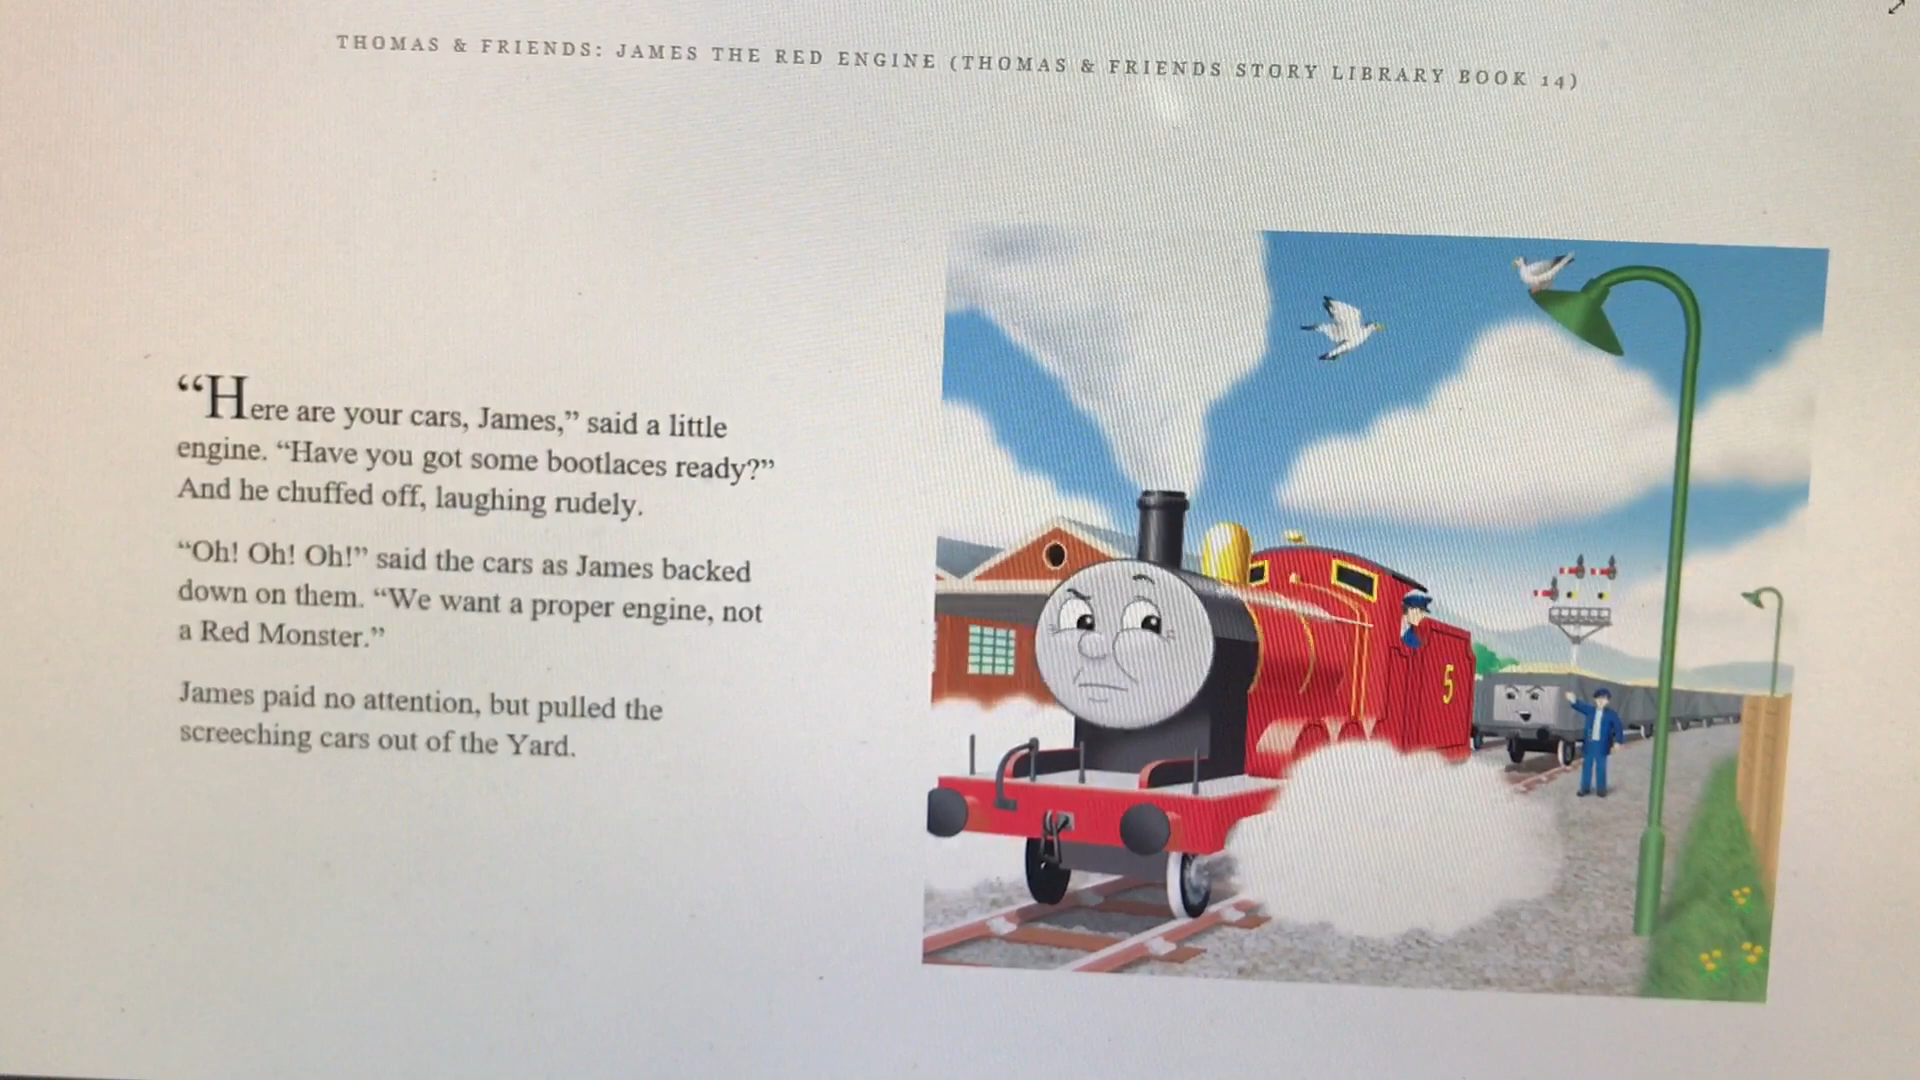 THOMAS & FRIENDS: JAMES THE RED ENGINE (THOMAS & FRIENDS STORY LIBRARY BOOK 14)
“Here are your cars, James,” said a little
engine. “Have you got some bootlaces ready?”
And he chuffed off, laughing rudely.
“Oh! Oh! Oh!” said the cars as James backed
down on them. “We want a proper engine, not
a Red Monster.”
James paid no attention, but pulled the
screeching cars out of the Yard.
5